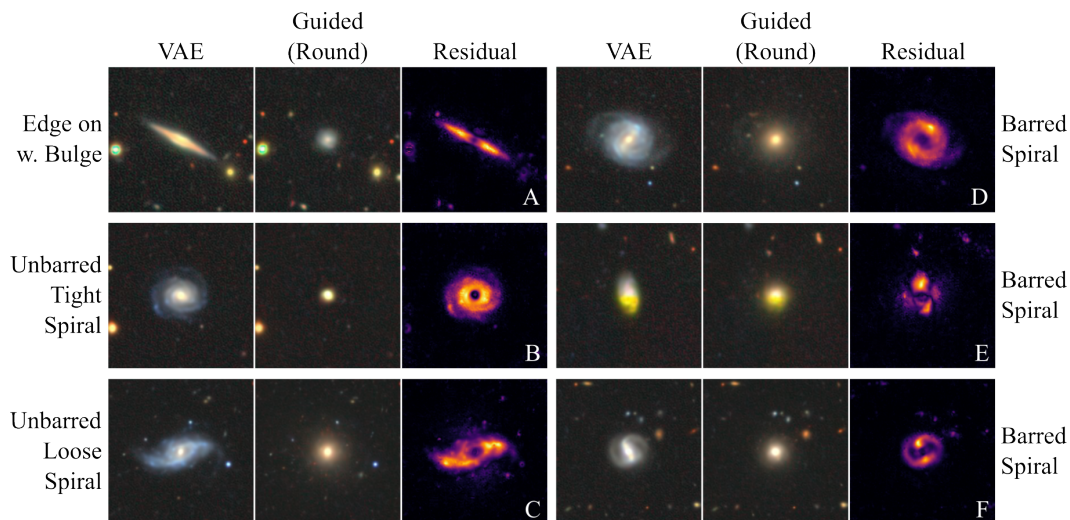 VAE
Guided
(Round)
Residual
VAE
Guided
(Round)
Residual
Edge on
w. Bulge
A
D
Barred
Spiral
Unbarred
Tight
Spiral
B
E
Barred
Spiral
Unbarred
Loose
Spiral
C
F
Barred
Spiral